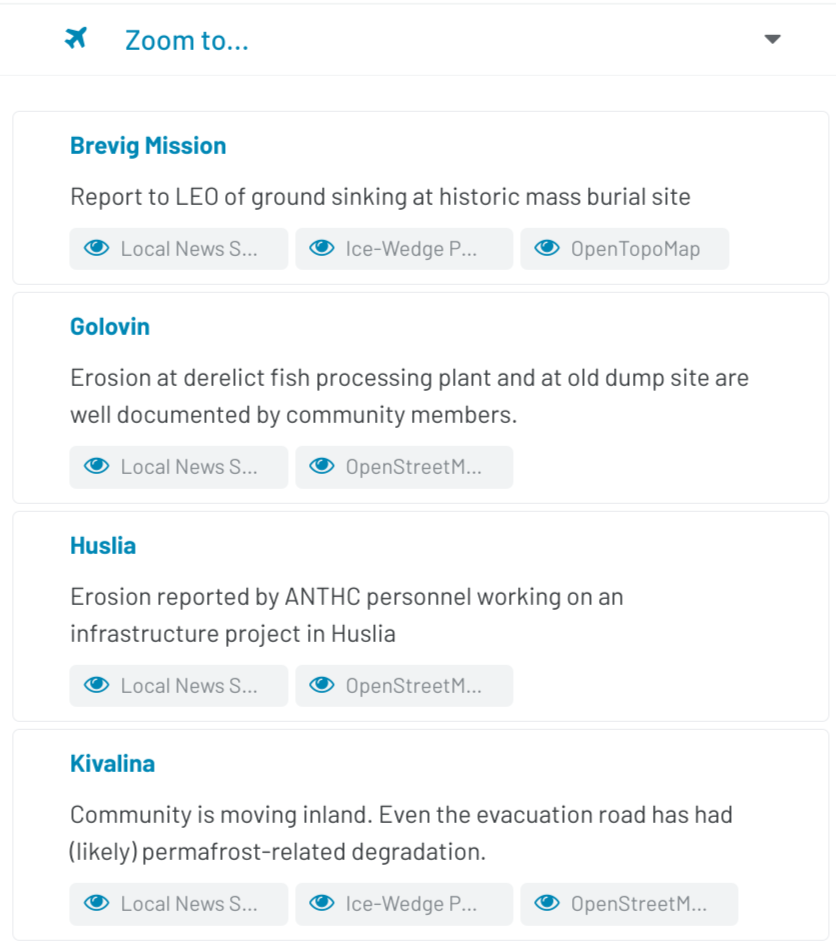 Zoom to...
Brevig Mission
Report to LEO of ground sinking at historic mass burial site
Local News S... Ice-Wedge P... OpenTopoMap
Golovin
Erosion at derelict fish processing plant and at old dump site are
well documented by community members.
Local News S... OpenStreetM...
Huslia
Erosion reported by ANTHC personnel working on an
infrastructure project in Huslia
Local News S... OpenStreetM...
Kivalina
Community is moving inland. Even the evacuation road has had
(likely) permafrost-related degradation.
Local News S... Ice-Wedge P... OpenStreetM...